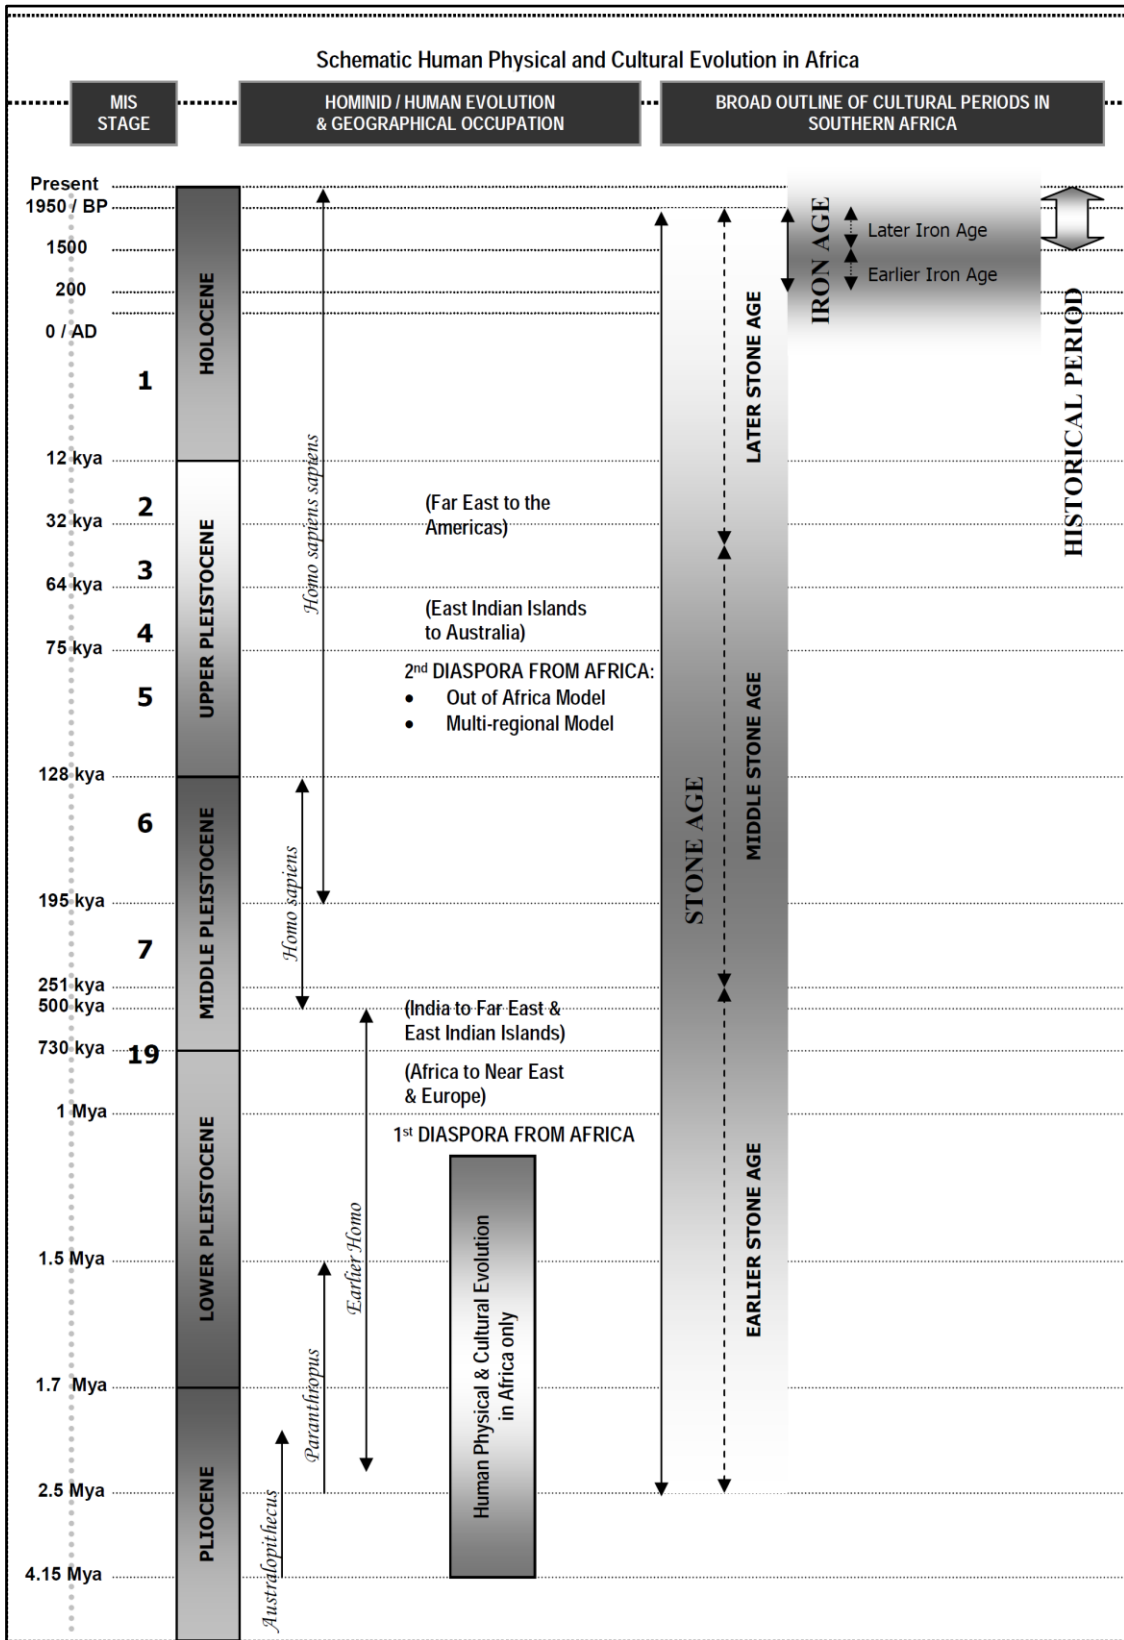 Schematic Human Physical and Cultural Evolution in Africa
MIS
STAGE
HOMINID / HUMAN EVOLUTION
& GEOGRAPHICAL OCCUPATION
BROAD OUTLINE OF CULTURAL PERIODS IN
SOUTHERN AFRICA
Present
1950 / BP
1500
200
0 / AD
12 kya
32 kya
64 kya
75 kya
128 kya
195 kya
251 kya
500 kya
730 kya
1 Mya
1.5 Mya
1.7 Mya
2.5 Mya
4.15 Mya
1
2
3
4
5
6
7
19
HOLOCENE
UPPER PLEISTOCENE
MIDDLE PLEISTOCENE
LOWER PLEISTOCENE
PLIOCENE
Homo sapiens sapiens
Homo sapiens
Earlier Homo
Paranthropus
Australopithecus
(Far East to the
Americas)
(East Indian Islands
to Australia)
2nd DIASPORA FROM AFRICA:
• Out of Africa Model
• Multi-regional Model
(India to Far East &
East Indian Islands)
(Africa to Near East
& Europe)
1st DIASPORA FROM AFRICA
Human Physical & Cultural Evolution
in Africa only
STONE AGE
LATER STONE AGE
MIDDLE STONE AGE
EARLIER STONE AGE
IRON AGE
Later Iron Age
Earlier Iron Age
HISTORICAL PERIOD